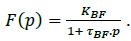 F(p) = K_BF / (1 + τ_BF.p) .